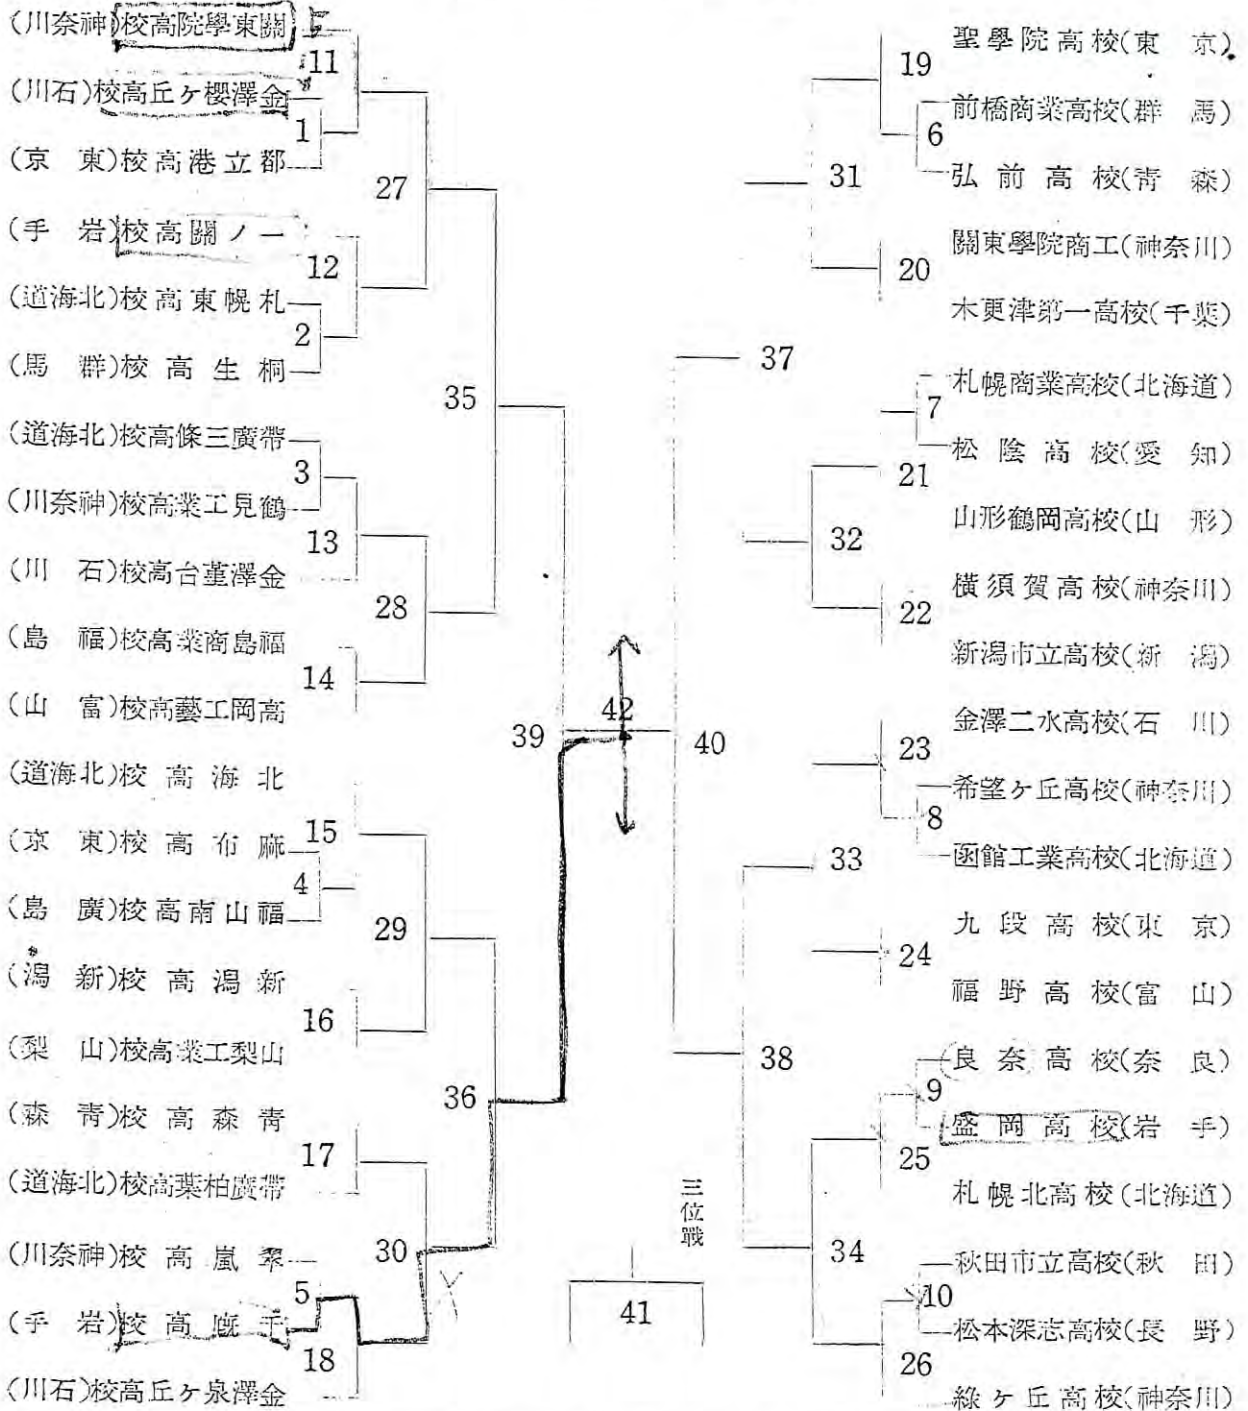 (川奈神)校高院學東關
(川石)校高丘ヶ櫻澤金
(京 東)校高港立都
(手 岩)校高關ノ一
(道海北)校高東幌札
(馬 群)校高生桐
(道海北)校高條三廣帶
(川奈神)校高業工見鶴
(川 石)校高台菫澤金
(島 福)校高業商島福
(山 富)校高藝工岡高
(道海北)校高海北
(京 東)校高布麻
(島 廣)校高南山福
(潟 新)校高潟新
(梨 山)校高業工梨山
(森 靑)校高森靑
(道海北)校高葉柏廣帶
(川奈神)校高嵐翠
(手 岩)校高厩千
(川石)校高丘ヶ泉澤金
11
1
27
12
2
35
3
13
28
14
39
15
4
29
16
36
17
30
5
18
42
三位戰
41
聖學院高校(東 京)
前橋商業高校(群 馬)
弘前高校(靑 森)
關東學院商工(神奈川)
木更津第一高校(千葉)
札幌商業高校(北海道)
松陰高校(愛 知)
山形鶴岡高校(山 形)
橫須賀高校(神奈川)
新潟市立高校(新 潟)
金澤二水高校(石 川)
希望ヶ丘高校(神奈川)
函館工業高校(北海道)
九段高校(東 京)
福野高校(富 山)
良奈高校(奈 良)
盛岡高校(岩 手)
札幌北高校(北海道)
秋田市立高校(秋 田)
松本深志高校(長 野)
綠ヶ丘高校(神奈川)
19
6
31
20
37
7
21
32
22
40
23
8
33
24
38
9
25
34
10
26